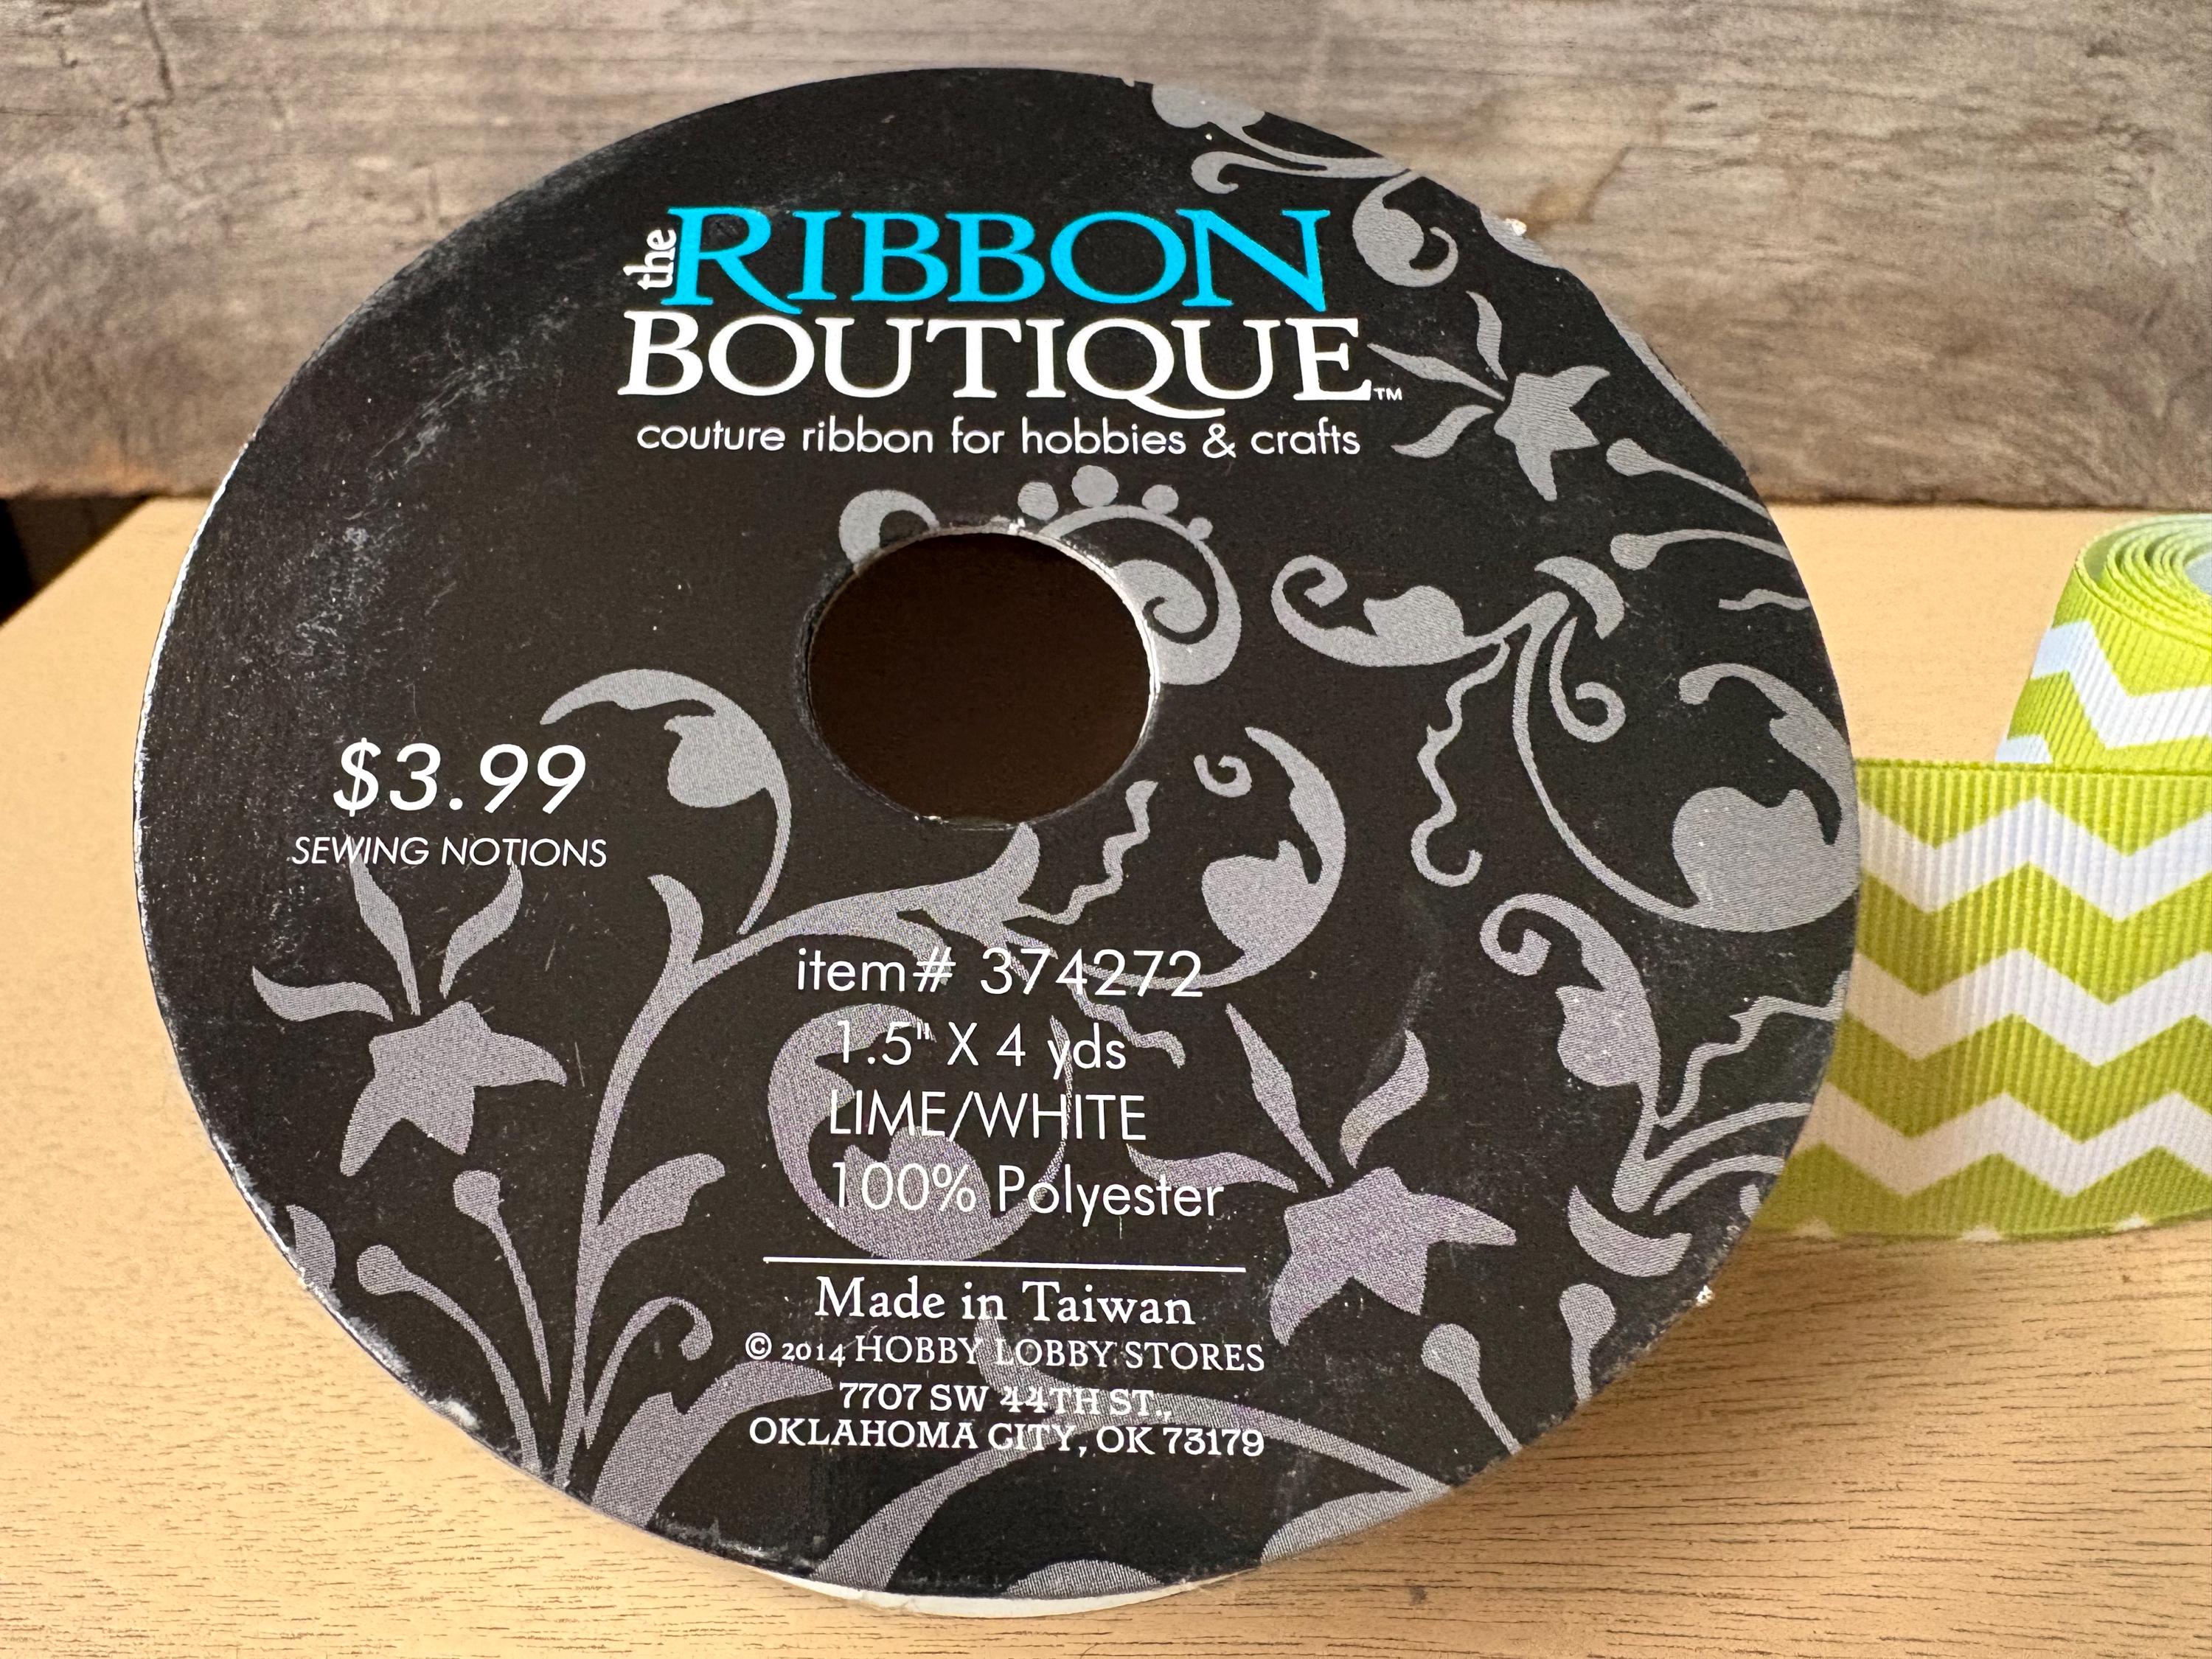 the RIBBON
BOUTIQUE™
couture ribbon for hobbies & crafts
$3.99
SEWING NOTIONS
item# 374272
1.5" X 4 yds
LIME/WHITE
100% Polyester
Made in Taiwan
© 2014 HOBBY LOBBY STORES
7707 SW 44TH ST.,
OKLAHOMA CITY, OK 73179